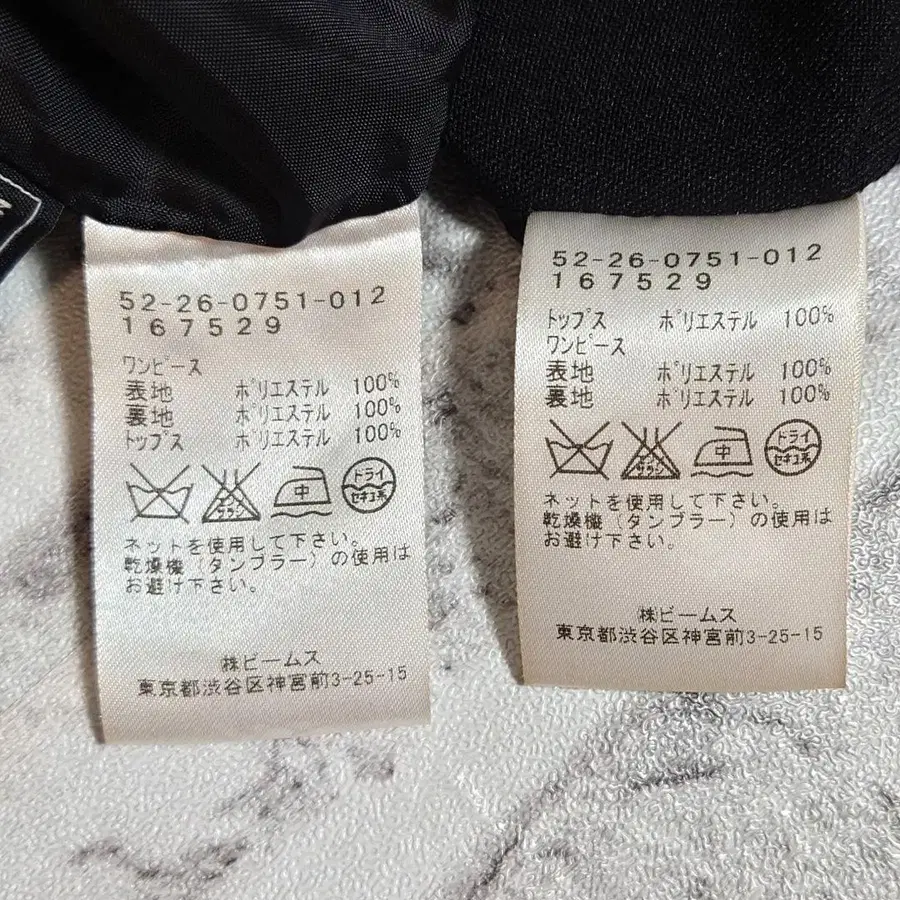 52-26-0751-012
167529
ワンピース
表地 ポリエステル 100%
裏地 ポリエステル 100%
トップス ポリエステル 100%
中
ドライ
セキユ系
ネットを使用して下さい。
乾燥機(タンブラー)の使用は
お避け下さい。
㈱ビームス
東京都渋谷区神宮前3-25-15
52-26-0751-012
167529
トップス ポリエステル 100%
ワンピース
表地 ポリエステル 100%
裏地 ポリエステル 100%
エンソ
サラシ
中
ドライ
セキユ系
ネットを使用して下さい。
乾燥機(タンブラー)の使用は
お避け下さい。
㈱ビームス
東京都渋谷区神宮前3-25-15